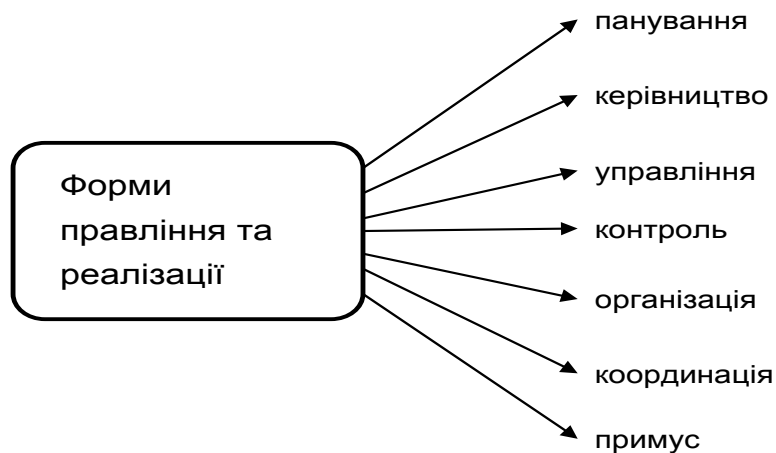 Форми
правління та
реалізації
панування
керівництво
управління
контроль
організація
координація
примус